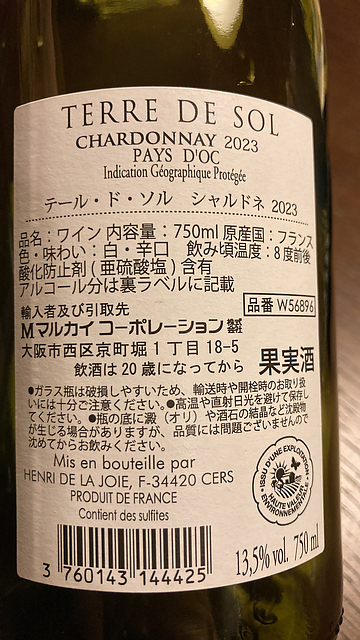 TERRE DE SOL
CHARDONNAY 2023
PAYS D'OC
Indication Géographique Protégée
テール・ド・ソル シャルドネ 2023
品名：ワイン 内容量：750ml 原産国：フランス
色・味わい：白・辛口 飲み頃温度：8度前後
酸化防止剤(亜硫酸塩)含有
アルコール分は裏ラベルに記載
輸入者及び引取先
品番 W56896
Mマルカイ コーポレーション 株式会社
大阪市西区京町堀1丁目18-5
飲酒は20歳になってから 果実酒
●ガラス瓶は破損しやすいため、輸送時や開栓時のお取り扱
いには十分ご注意ください。●高温や直射日光を避けて保存し
てください。●瓶の底に澱（オリ）や酒石の結晶など沈殿物
が生じる場合がありますが、品質には問題ございませんので
沈めてからお飲みください。
Mis en bouteille par
HENRI DE LA JOIE, F-34420 CERS
PRODUIT DE FRANCE
Contient des sulfites
ISSU D'UNE EXPLOITATION
HAUTE VALEUR
ENVIRONNEMENTALE
3 760143 144425
13,5% vol. 750 ml